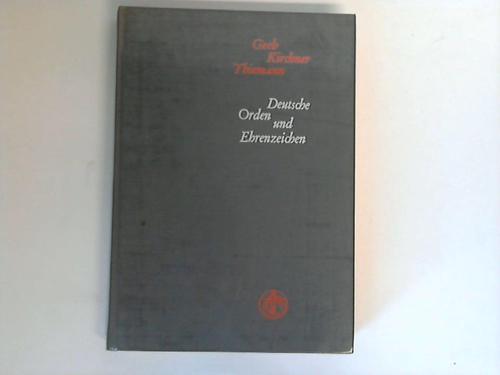 Geeb
Kirchner
Thiemann
Deutsche
Orden
und
Ehrenzeichen